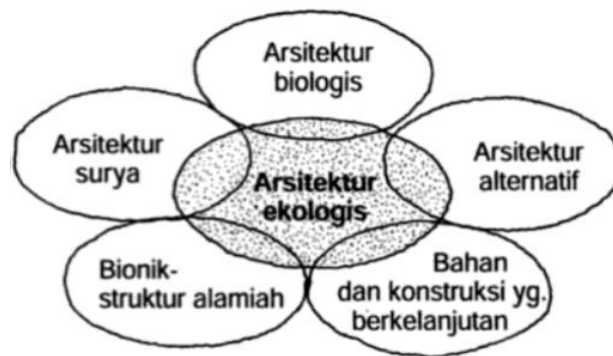 Arsitektur
biologis
Arsitektur
surya
Arsitektur
alternatif
Arsitektur
ekologis
Bionik-
struktur alamiah
Bahan
dan konstruksi yg.
berkelanjutan